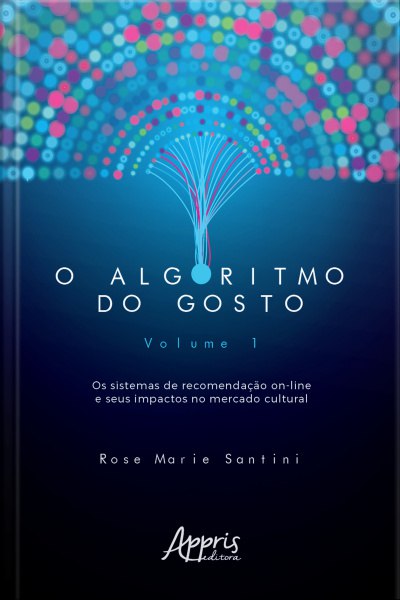 O ALGORITMO
DO GOSTO
Volume 1
Os sistemas de recomendação on-line
e seus impactos no mercado cultural
Rose Marie Santini
Appris
editora